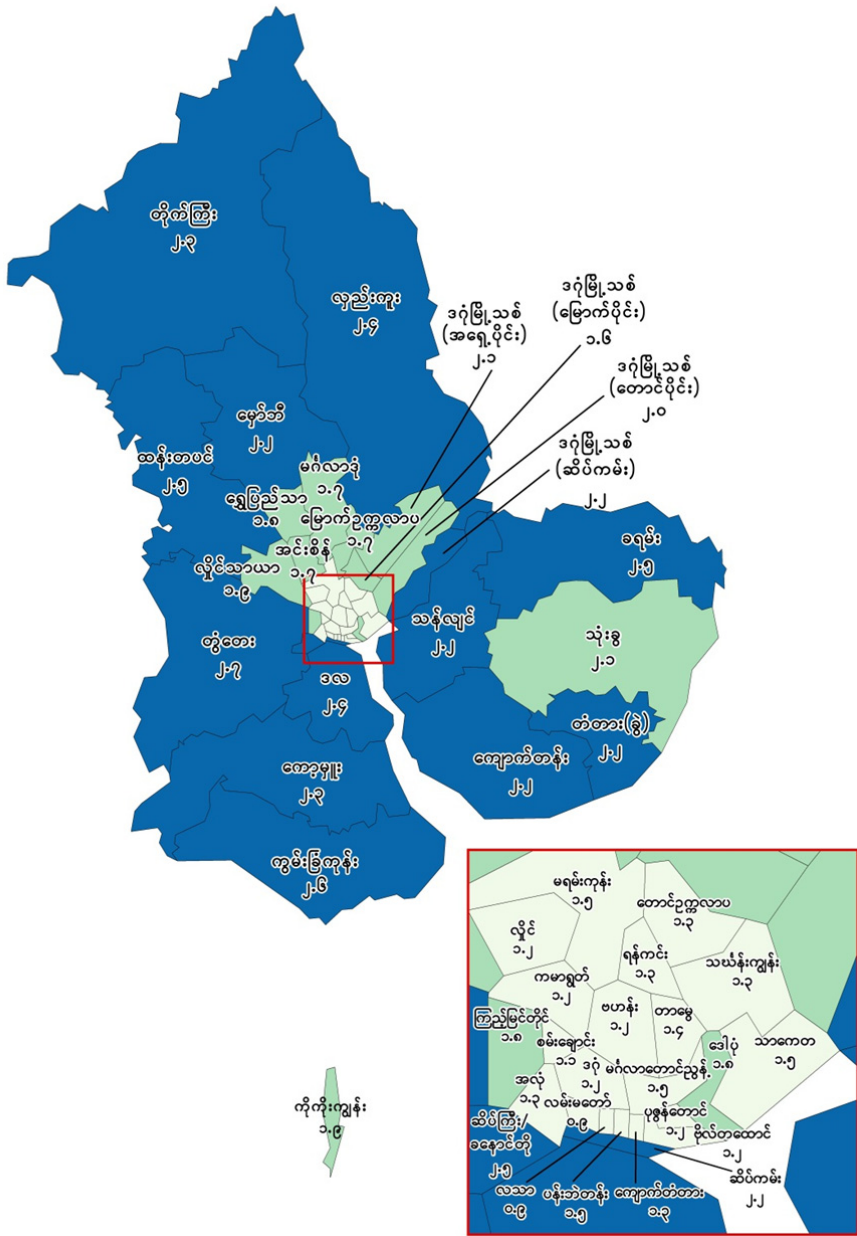 တိုက်ကြီး
၂.၃
လှည်းကူး
၂.၄
ဒဂုံမြို့သစ်
(အရှေ့ပိုင်း)
၂.၁
ဒဂုံမြို့သစ်
(မြောက်ပိုင်း)
၁.၆
ဒဂုံမြို့သစ်
(တောင်ပိုင်း)
၂.၀
ဒဂုံမြို့သစ်
(ဆိပ်ကမ်း)
၂.၂
မှော်ဘီ
၂.၂
ထန်းတပင်
၂.၅
မင်္ဂလာဒုံ
၁.၇
ရွှေပြည်သာ
၁.၈
မြောက်ဥက္ကလာပ
၁.၇
အင်းစိန်
၁.၇
လှိုင်သာယာ
၁.၉
ခရမ်း
၂.၅
သန်လျင်
၂.၂
သုံးခွ
၂.၁
တွံတေး
၂.၇
ဒလ
၂.၄
တံတား(ခွဲ)
၂.၂
ကျောက်တန်း
၂.၂
ကော့မှူး
၂.၃
ကွမ်းခြံကုန်း
၂.၆
ကိုကိုးကျွန်း
၁.၉
မရမ်းကုန်း
၁.၅
တောင်ဥက္ကလာပ
၁.၃
လှိုင်
၁.၂
ရန်ကင်း
၁.၃
သင်္ဃန်းကျွန်း
၁.၃
ကမာရွတ်
၁.၂
ဗဟန်း
၁.၂
တာမွေ
၁.၄
ကြည့်မြင်တိုင်
၁.၈
စမ်းချောင်း
၁.၁
ဒေါပုံ
၁.၈
သာကေတ
၁.၅
ဒဂုံ
၁.၂
မင်္ဂလာတောင်ညွန့်
၁.၅
အလုံ
၁.၃
လမ်းမတော်
၀.၉
ပုဇွန်တောင်
၁.၂
ဗိုလ်တထောင်
၁.၂
ဆိပ်ကြီး/
ခနောင်တို
၂.၅
ဆိပ်ကမ်း
၂.၂
လသာ
၀.၉
ပန်းဘဲတန်း
၁.၅
ကျောက်တံတား
၁.၃